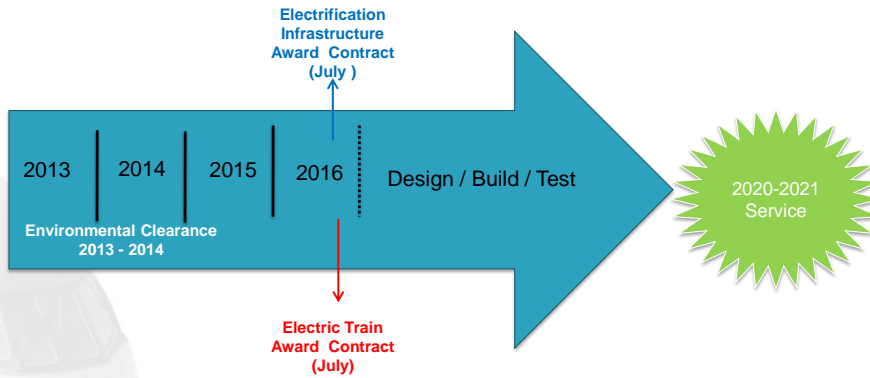 Electrification
Infrastructure
Award Contract
(July )
2013
2014
2015
2016
Design / Build / Test
Environmental Clearance
2013 - 2014
2020-2021
Service
Electric Train
Award Contract
(July)